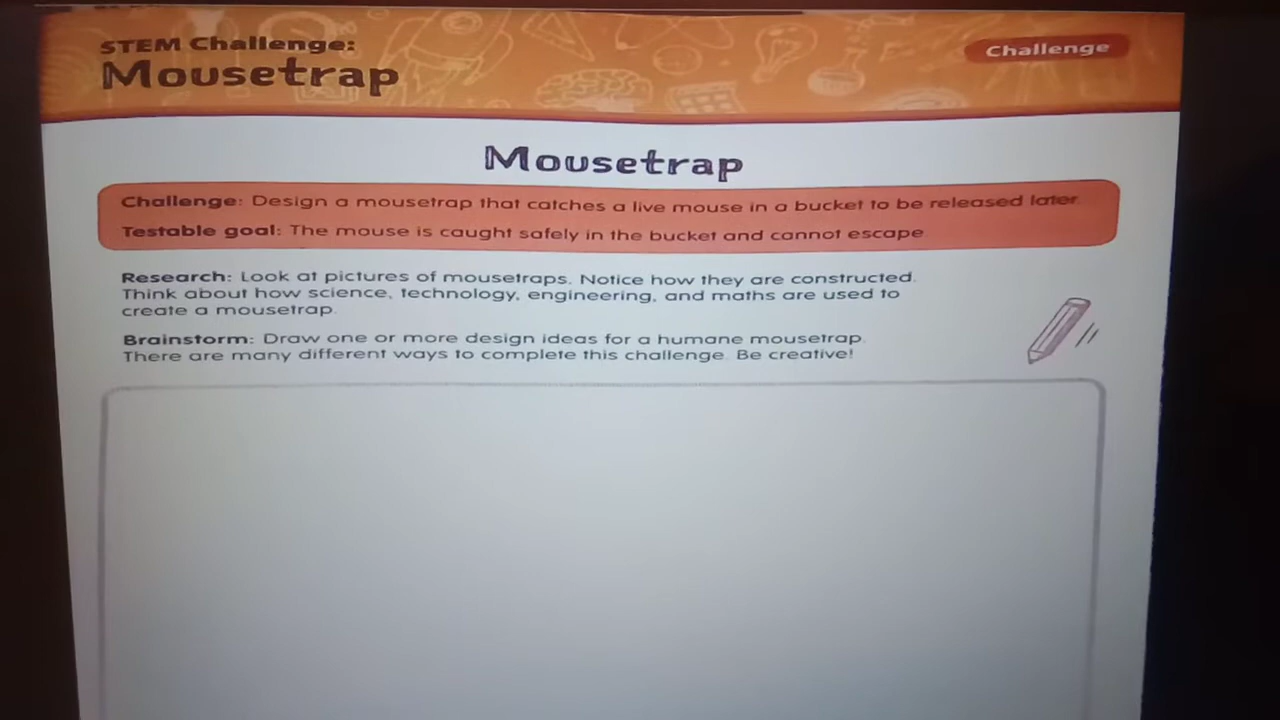 STEM Challenge:
Mousetrap
Challenge
Mousetrap
Challenge: Design a mousetrap that catches a live mouse in a bucket to be released later.
Testable goal: The mouse is caught safely in the bucket and cannot escape
Research: Look at pictures of mousetraps. Notice how they are constructed.
Think about how science, technology, engineering, and maths are used to
create a mousetrap.
Brainstorm: Draw one or more design ideas for a humane mousetrap.
There are many different ways to complete this challenge. Be creative!